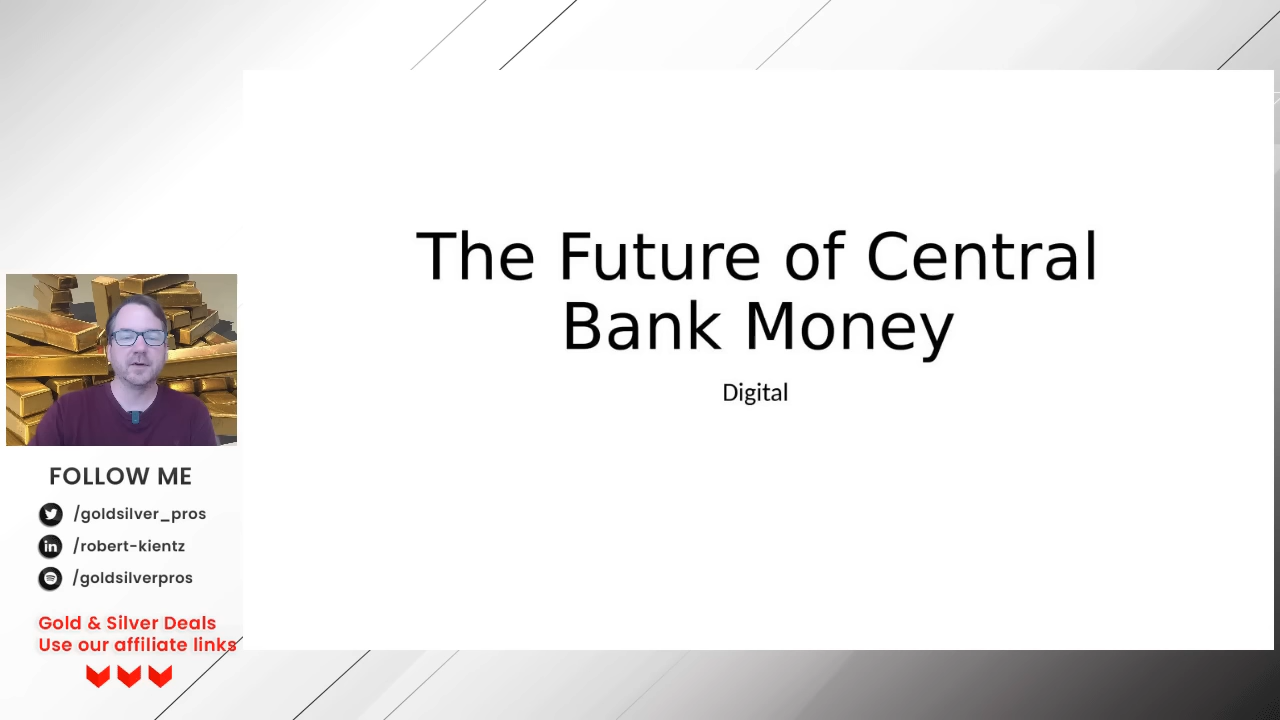 The Future of Central
Bank Money
Digital
FOLLOW ME
/goldsilver_pros
/robert-kientz
/goldsilverpros
Gold & Silver Deals
Use our affiliate links